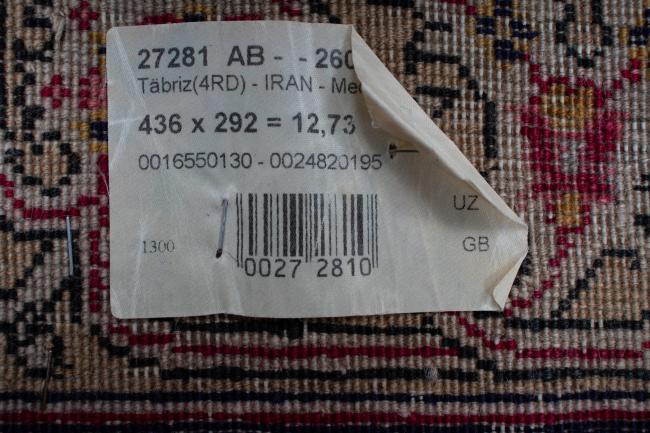 27281 AB - - 260
Täbriz(4RD) - IRAN - Me
436 x 292 = 12,73
0016550130 - 0024820195
UZ
1300
GB
0027 2810